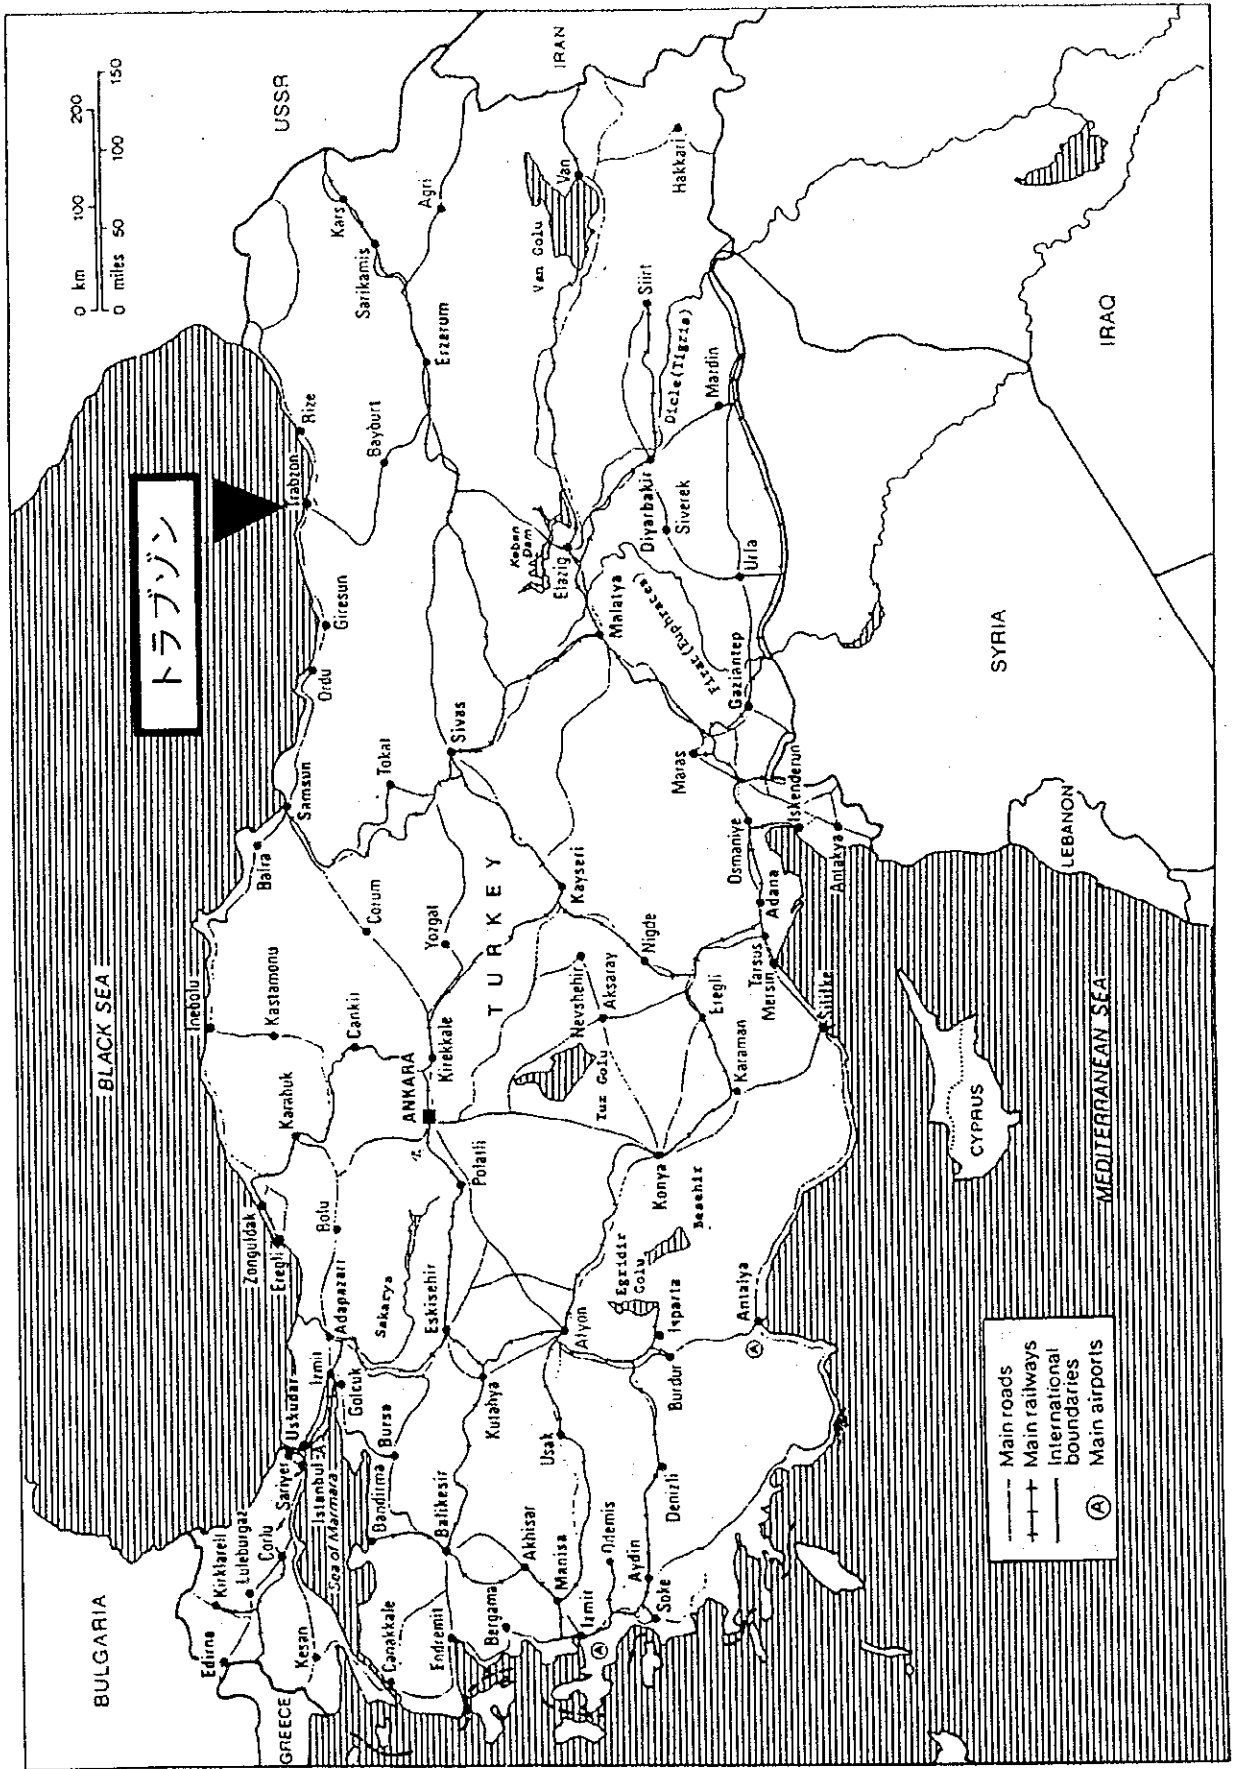 BULGARIA
BLACK SEA
トラブゾン
USSR
0 km 100 200
0 miles 50 100 150
IRAN
GREECE
Edirne
Kirklareli
Luleburgaz
Corlu
Kesan
Sariyer
Uskudar
Istanbul
Sea of Marmara
Izmit
Golcuk
Adapazari
Zonguldak
Eregli
Bolu
Karabuk
Inebolu
Kastamonu
Cankii
Bafra
Samsun
Corum
Tokat
Ordu
Giresun
Trabzon
Rize
Bayburt
Kars
Sarikamis
Agri
Erzerum
Canakkale
Bandirma
Bursa
Sakarya
Eskisehir
Polatli
ANKARA
Kirekkale
Yozgat
Sivas
TURKEY
Endremit
Balikesir
Kutahya
Bergama
Akhisar
Manisa
Izmir
Usak
Afyon
Odemis
Tuz Golu
Nevshehir
Aksaray
Kayseri
Nigde
Malatya
Elazig
Keban
Dam
Van Golu
Van
Hakkari
Siirt
Dicle (Tigris)
Diyarbakir
Siverek
Mardin
Urfa
Firat (Euphrates)
Gaziantep
Maras
Aydin
Soke
Denizli
Burdur
Isparta
Egridir
Golu
Besehir
Konya
Karaman
Eregli
Antalya
Silifke
Mersin
Tarsus
Adana
Osmaniye
Iskenderun
Antakya
SYRIA
IRAQ
LEBANON
CYPRUS
MEDITERRANEAN SEA
Main roads
Main railways
International
boundaries
A Main airports